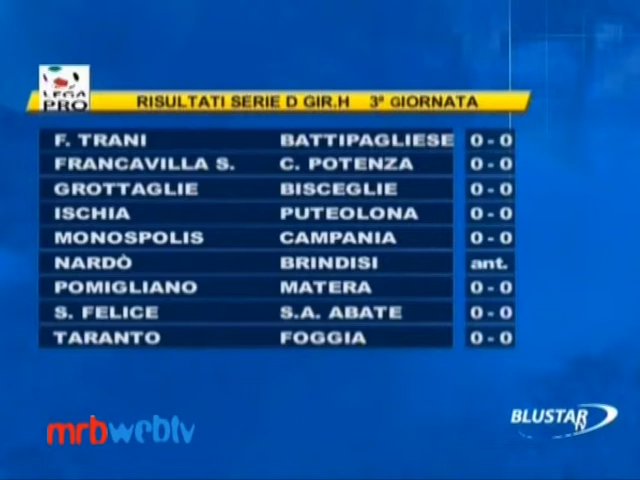 LEGA
PRO
RISULTATI SERIE D GIR.H 3ª GIORNATA
F. TRANI BATTIPAGLIESE 0 - 0
FRANCAVILLA S. C. POTENZA 0 - 0
GROTTAGLIE BISCEGLIE 0 - 0
ISCHIA PUTEOLONA 0 - 0
MONOSPOLIS CAMPANIA 0 - 0
NARDÒ BRINDISI ant.
POMIGLIANO MATERA 0 - 0
S. FELICE S.A. ABATE 0 - 0
TARANTO FOGGIA 0 - 0
mrbwebtv
BLUSTAR
TV